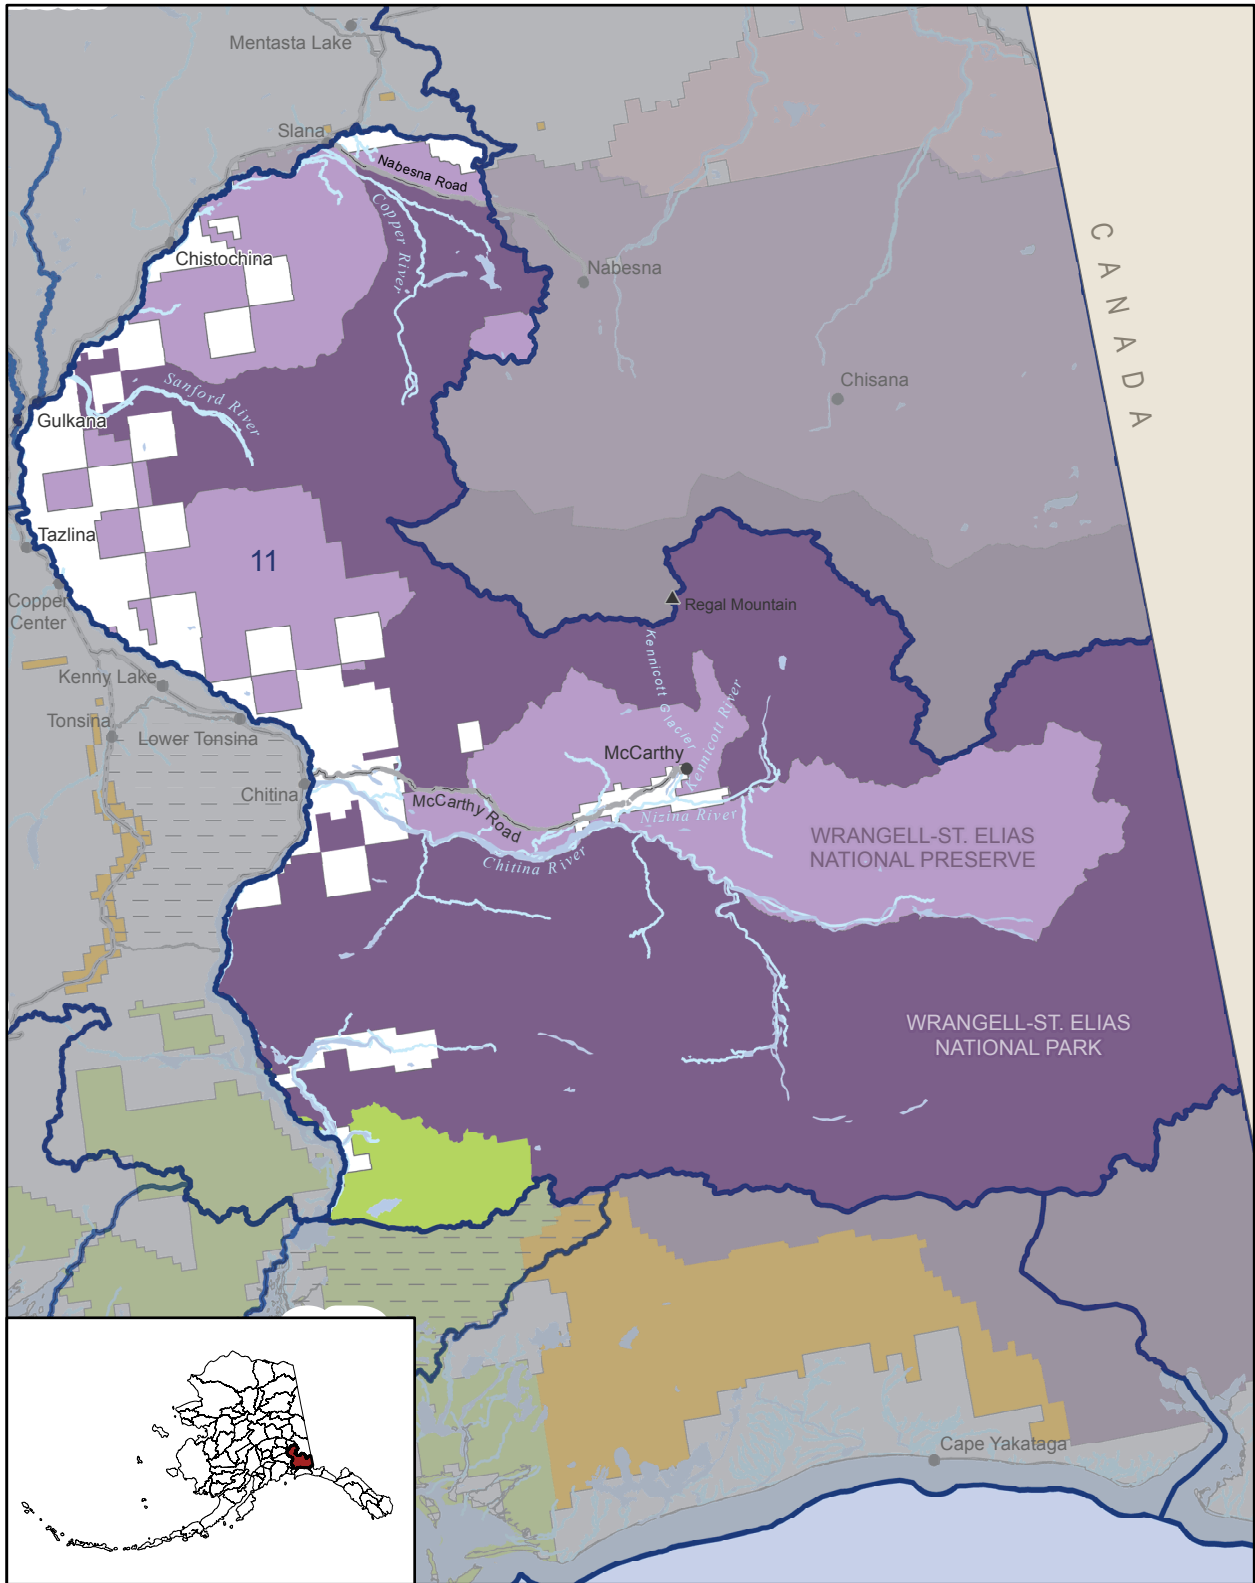 Mentasta Lake
Slana
Nabesna Road
Copper River
CANADA
Chistochina
Nabesna
Sanford River
Chisana
Gulkana
Tazlina
11
Copper
Center
Regal Mountain
Kennicott Glacier
Kennicott River
Kenny Lake
Tonsina
Lower Tonsina
McCarthy
Chitina
McCarthy Road
Nizina River
Chitina River
WRANGELL-ST. ELIAS
NATIONAL PRESERVE
WRANGELL-ST. ELIAS
NATIONAL PARK
Cape Yakataga